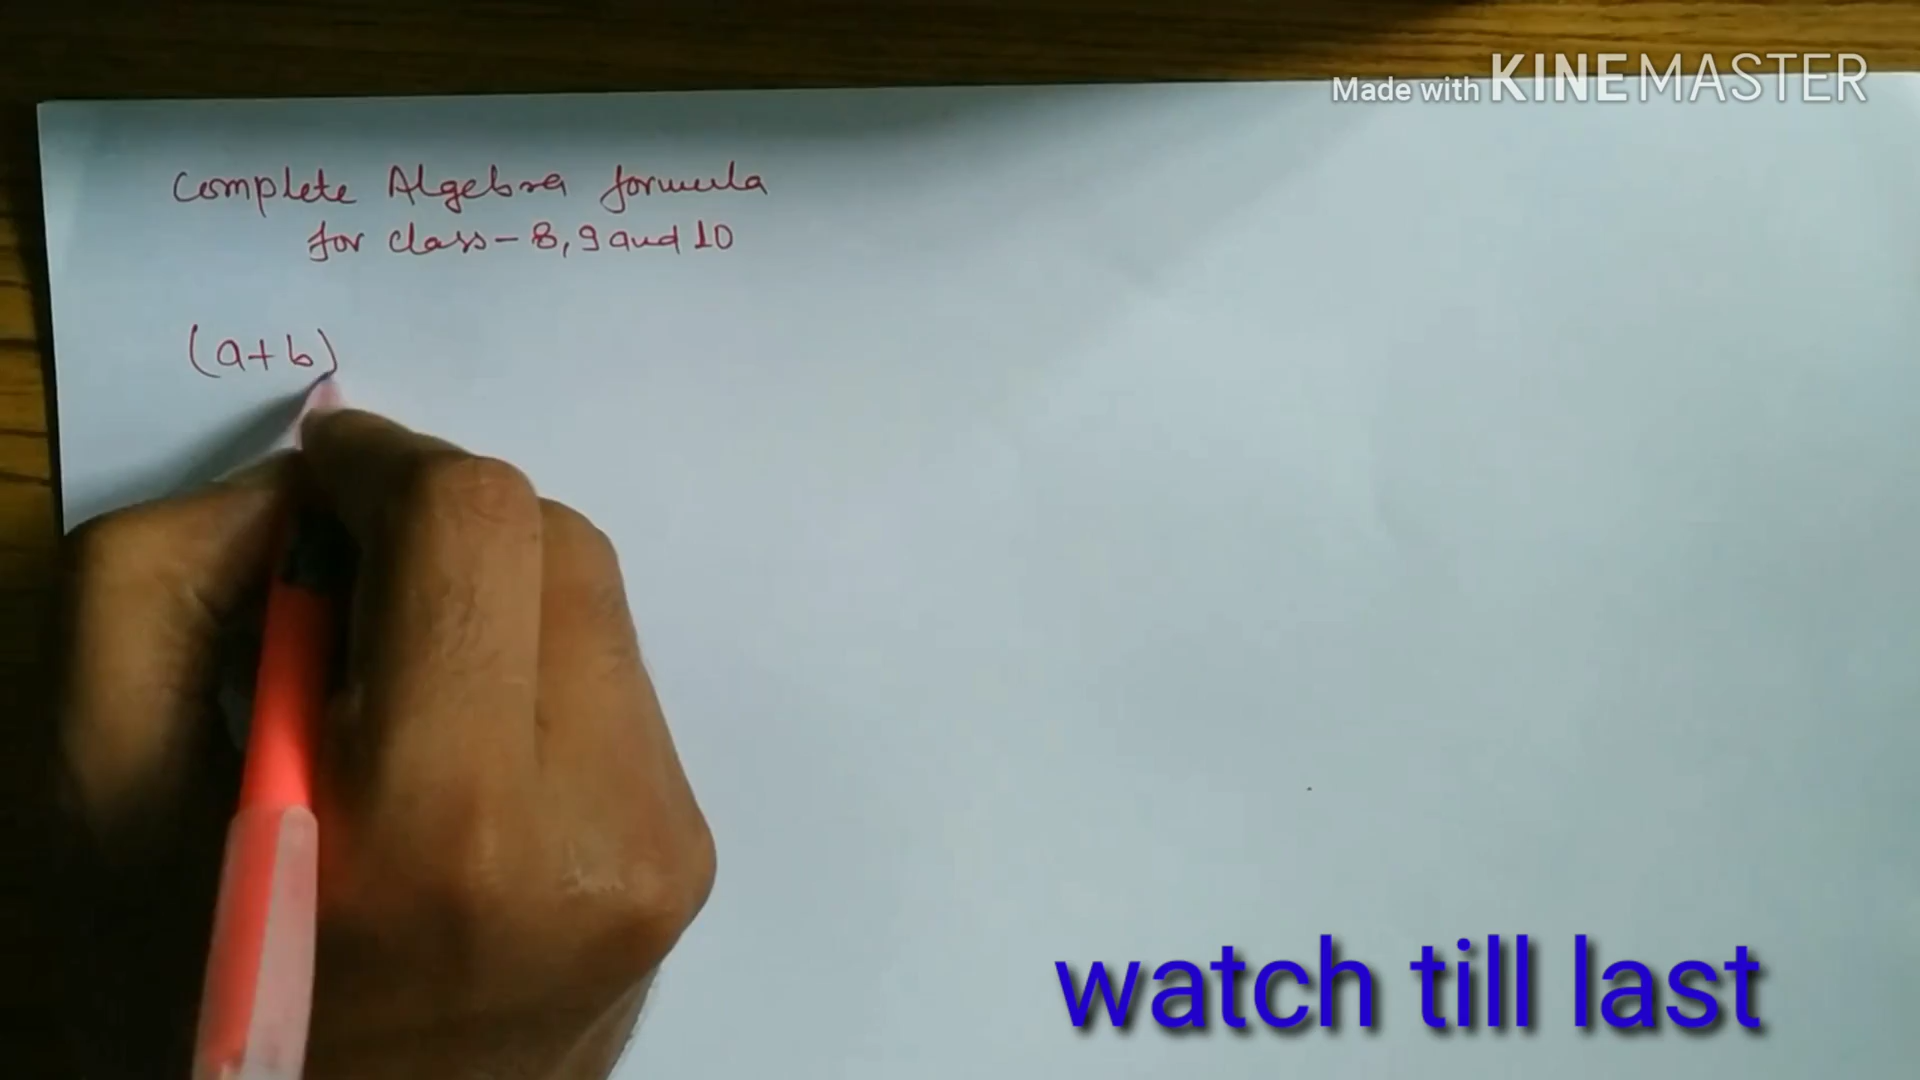 Made with KINEMASTER
Complete Algebra formula
for class - 8, 9 and 10
(a+b)
watch till last